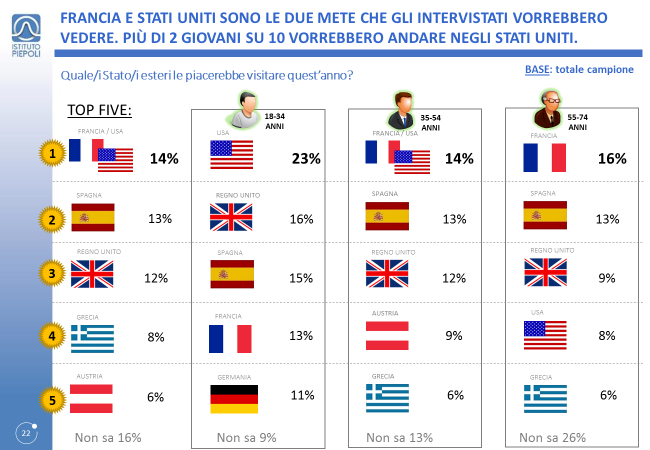 FRANCIA E STATI UNITI SONO LE DUE METE CHE GLI INTERVISTATI VORREBBERO
VEDERE. PIÙ DI 2 GIOVANI SU 10 VORREBBERO ANDARE NEGLI STATI UNITI.
ISTITUTO
PIEPOLI
Quale/i Stato/i esteri le piacerebbe visitare quest'anno?
BASE: totale campione
TOP FIVE:
18-34
ANNI
35-54
ANNI
55-74
ANNI
FRANCIA / USA
USA
FRANCIA / USA
FRANCIA
1
14%
23%
14%
16%
SPAGNA
REGNO UNITO
SPAGNA
SPAGNA
2
13%
16%
13%
13%
REGNO UNITO
SPAGNA
REGNO UNITO
REGNO UNITO
3
12%
15%
12%
9%
GRECIA
FRANCIA
AUSTRIA
USA
4
8%
13%
9%
8%
AUSTRIA
GERMANIA
GRECIA
GRECIA
5
6%
11%
6%
6%
Non sa 16%
Non sa 9%
Non sa 13%
Non sa 26%
22